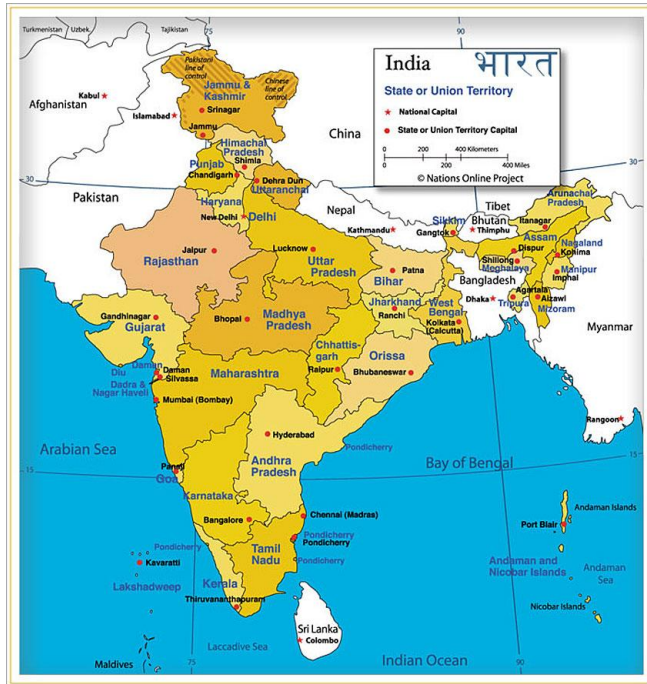 Turkmenistan
Uzbek.
Tajikistan
75
90
India भारत
State or Union Territory
National Capital
State or Union Territory Capital
0 200 400 Kilometers
0 200 400 Miles
© Nations Online Project
Pakistani
line of
control
Chinese
line of
control
Jammu &
Kashmir
Kabul
Afghanistan
Islamabad
Srinagar
Jammu
China
Himachal
Pradesh
Shimla
Punjab
Chandigarh
Dehra Dun
Uttaranchal
30
30
Pakistan
Haryana
New Delhi
Delhi
Nepal
Kathmandu
Tibet
Sikkim
Bhutan
Gangtok
Thimphu
Arunachal
Pradesh
Itanagar
Assam
Dispur
Nagaland
Kohima
Shillong
Meghalaya
Manipur
Imphal
Jaipur
Rajasthan
Lucknow
Uttar
Pradesh
Patna
Bihar
Bangladesh
Dhaka
Agartala
Tripura
Aizawl
Mizoram
Gandhinagar
Gujarat
Bhopal
Madhya
Pradesh
Jharkhand
Ranchi
West
Bengal
Kolkata
(Calcutta)
Myanmar
Chhattis-
garh
Raipur
Orissa
Bhubaneswar
Daman
Diu
Daman
Silvassa
Dadra &
Nagar Haveli
Maharashtra
Mumbai (Bombay)
Rangoon
Hyderabad
Pondicherry
Arabian Sea
Andhra
Pradesh
Bay of Bengal
15
15
Panaji
Goa
Karnataka
Bangalore
Chennai (Madras)
Andaman Islands
Port Blair
Pondicherry
Pondicherry
Pondicherry
Tamil
Nadu
Pondicherry
Kavaratti
Lakshadweep
Kerala
Andaman and
Nicobar Islands
Andaman
Sea
Thiruvananthapuram
Nicobar Islands
Sri Lanka
Colombo
Laccadive Sea
Maldives
75
Indian Ocean
90